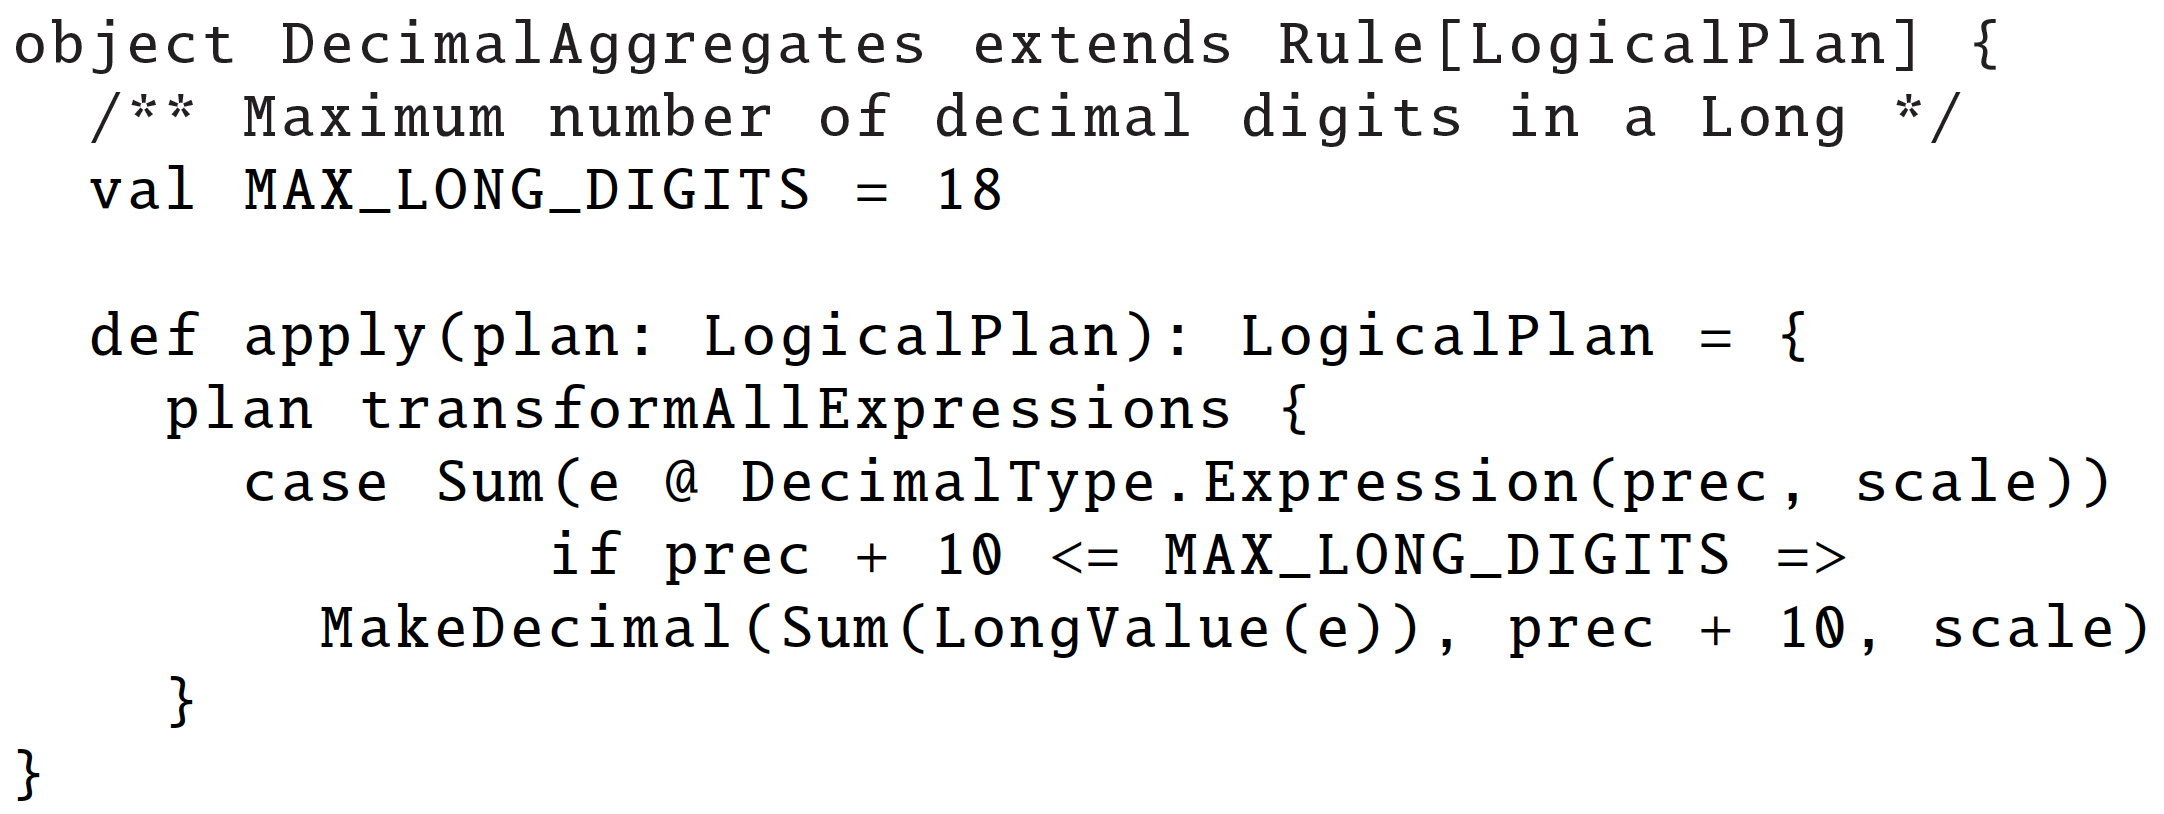 object DecimalAggregates extends Rule[LogicalPlan] {
  /** Maximum number of decimal digits in a Long */
  val MAX_LONG_DIGITS = 18

  def apply(plan: LogicalPlan): LogicalPlan = {
    plan transformAllExpressions {
      case Sum(e @ DecimalType.Expression(prec, scale))
              if prec + 10 <= MAX_LONG_DIGITS =>
        MakeDecimal(Sum(LongValue(e)), prec + 10, scale)
    }
}